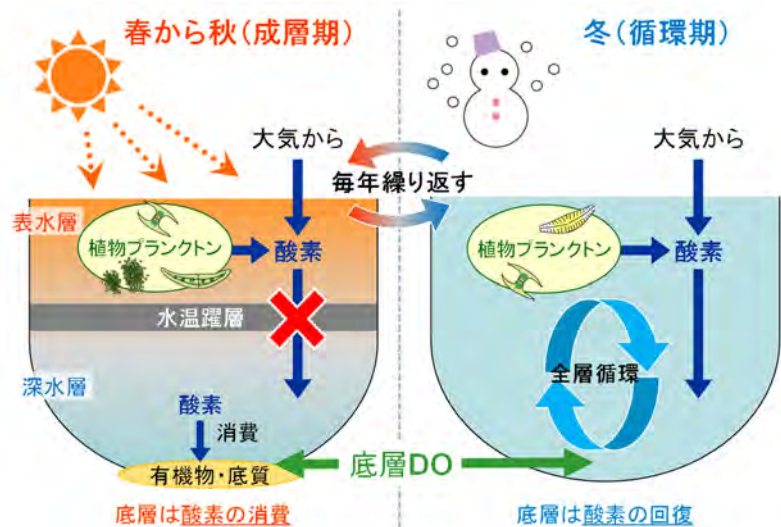 春から秋(成層期)
冬(循環期)
大気から
大気から
毎年繰り返す
表水層
植物プランクトン
酸素
植物プランクトン
酸素
水温躍層
全層循環
深水層
酸素
消費
有機物・底質
底層DO
底層は酸素の消費
底層は酸素の回復